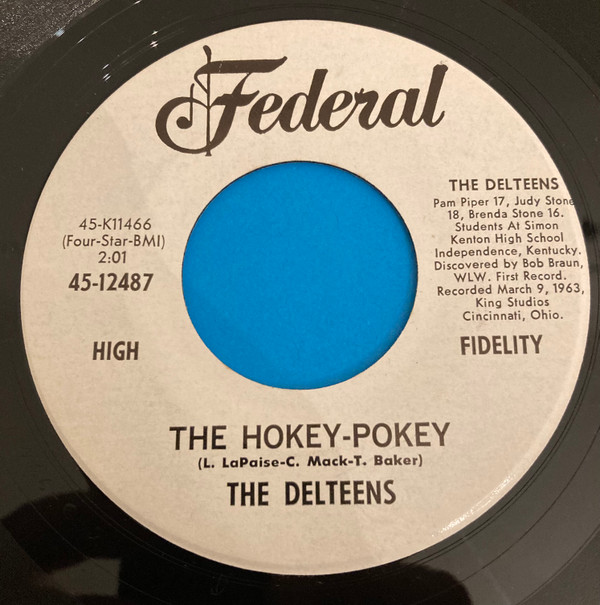 Federal
45-K11466
(Four-Star-BMI)
2:01
45-12487
HIGH
THE DELTEENS
Pam Piper 17, Judy Stone
18, Brenda Stone 16.
Students At Simon
Kenton High School
Independence, Kentucky.
Discovered by Bob Braun,
WLW. First Record.
Recorded March 9, 1963,
King Studios
Cincinnati, Ohio.
FIDELITY
THE HOKEY-POKEY
(L. LaPaise-C. Mack-T. Baker)
THE DELTEENS